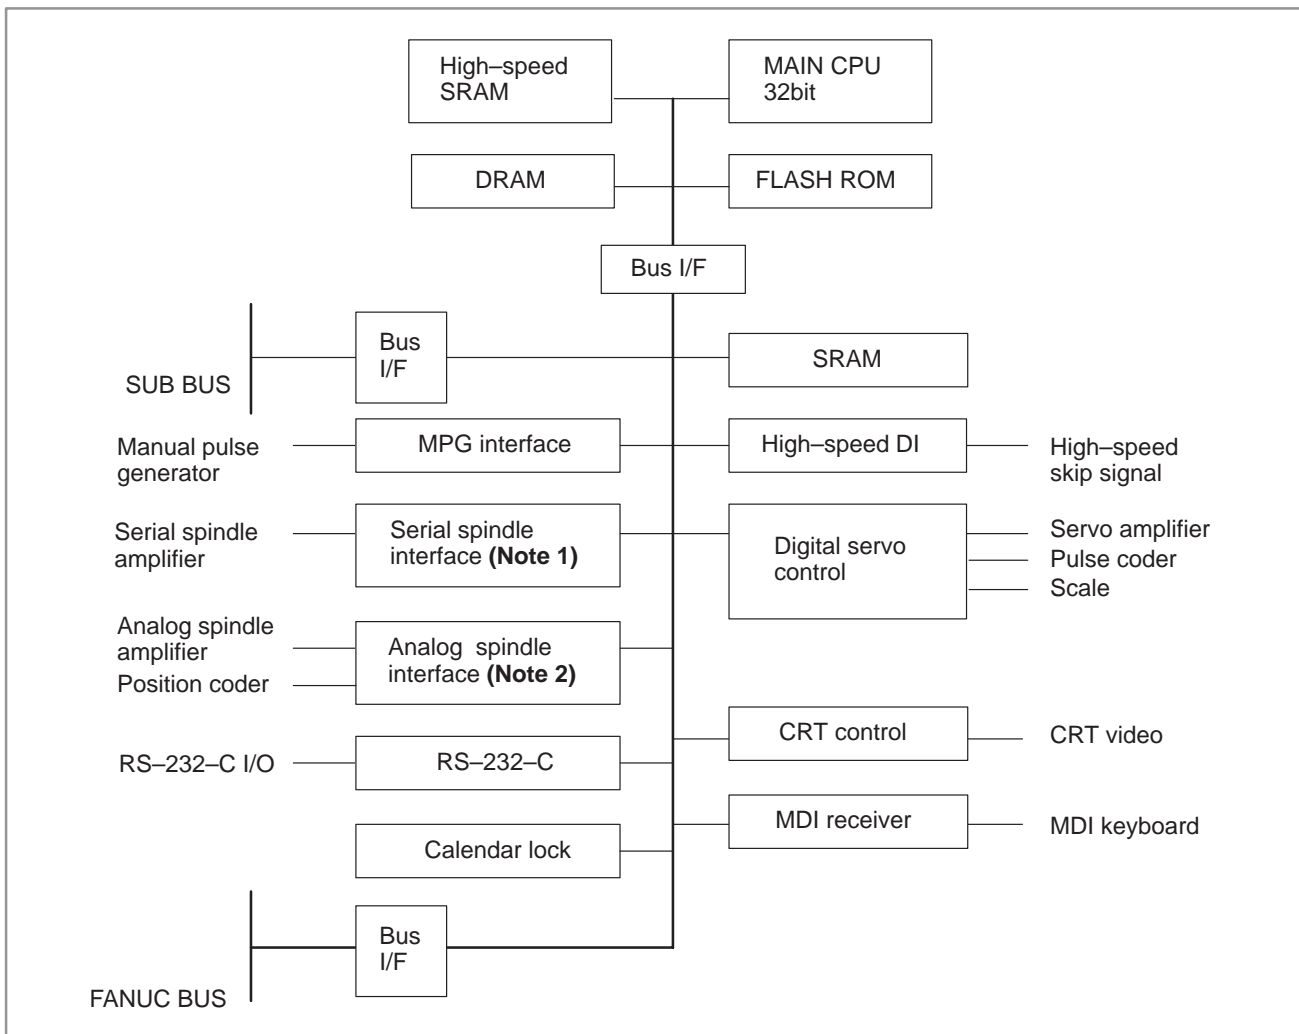 High–speed
SRAM
MAIN CPU
32bit
DRAM
FLASH ROM
Bus I/F
Bus
I/F
SUB BUS
SRAM
Manual pulse
generator
MPG interface
High–speed DI
High–speed
skip signal
Serial spindle
amplifier
Serial spindle
interface (Note 1)
Digital servo
control
Servo amplifier
Pulse coder
Scale
Analog spindle
amplifier
Position coder
Analog spindle
interface (Note 2)
CRT control
CRT video
RS–232–C I/O
RS–232–C
MDI receiver
MDI keyboard
Calendar lock
Bus
I/F
FANUC BUS